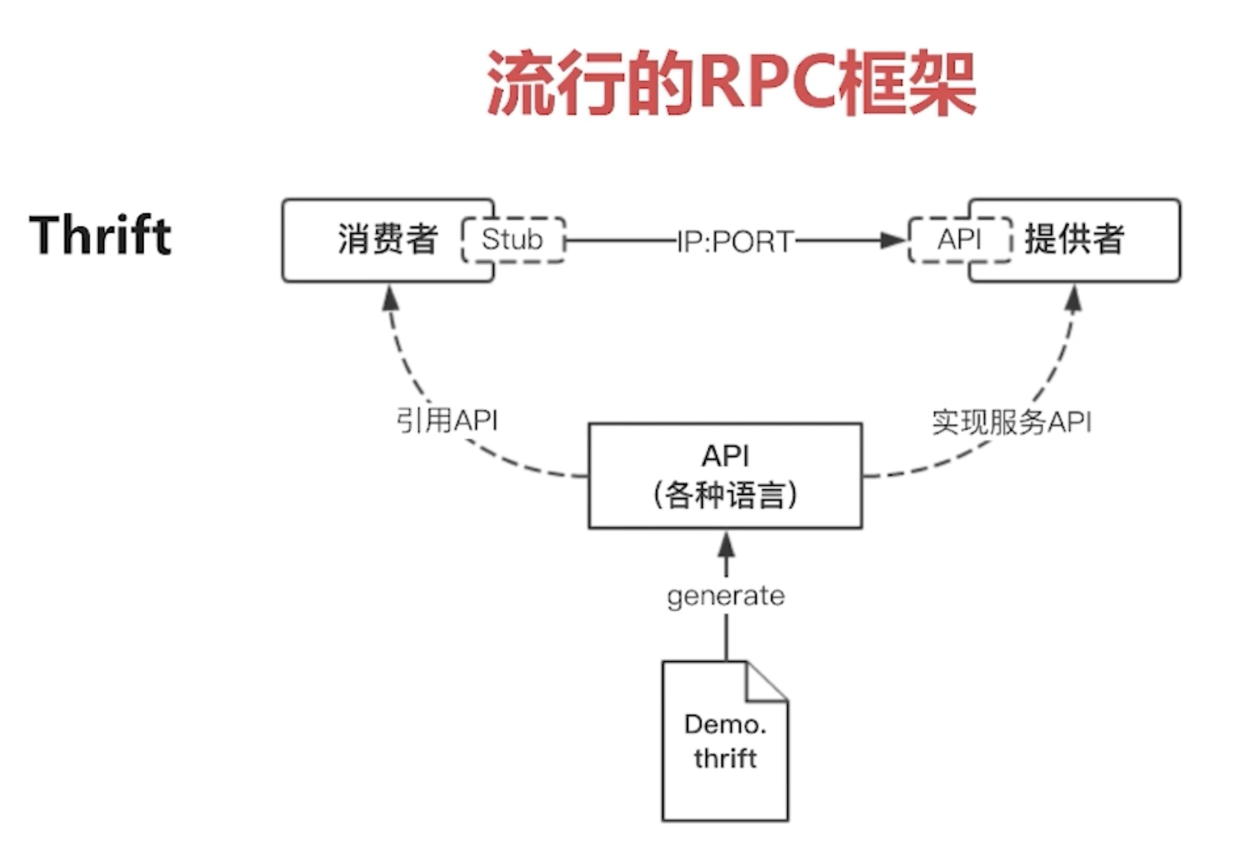 流行的RPC框架
Thrift
消费者
Stub
IP:PORT
API
提供者
引用API
实现服务API
API
(各种语言)
generate
Demo.
thrift